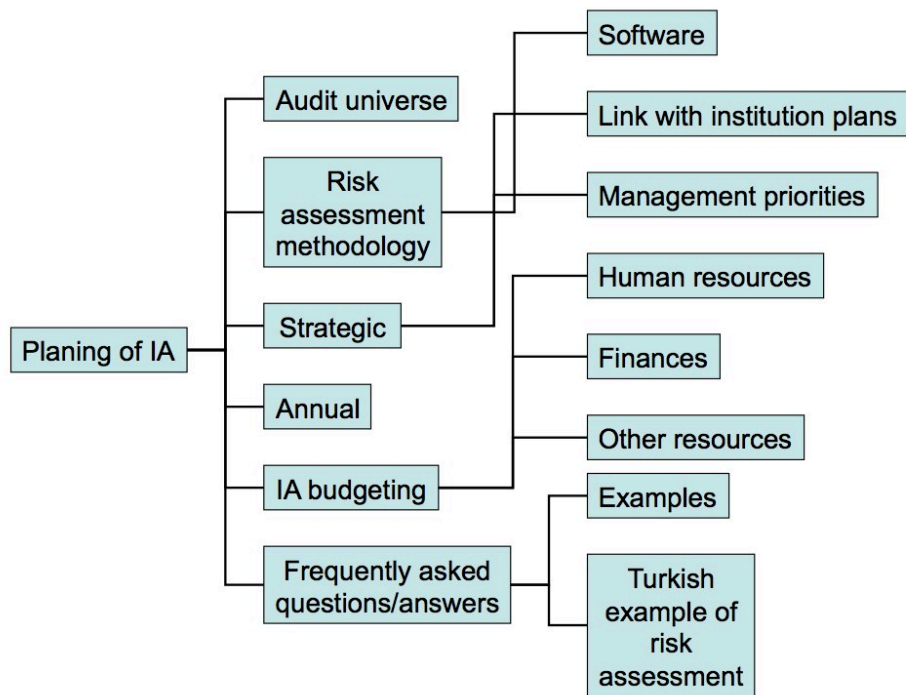 Planing of IA
Audit universe
Risk
assessment
methodology
Strategic
Annual
IA budgeting
Frequently asked
questions/answers
Software
Link with institution plans
Management priorities
Human resources
Finances
Other resources
Examples
Turkish
example of
risk
assessment